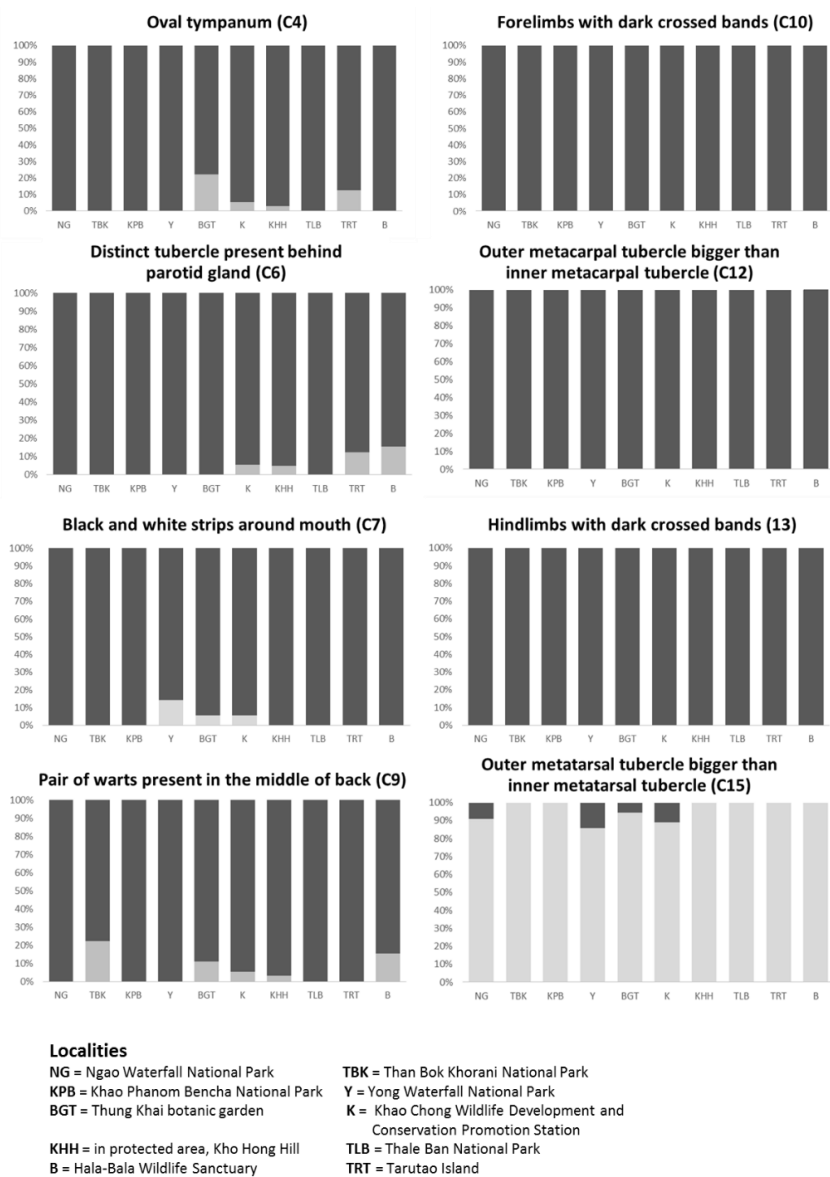 Oval tympanum (C4)
100%
90%
80%
70%
60%
50%
40%
30%
20%
10%
0%
NG TBK KPB Y BGT K KHH TLB TRT B
Forelimbs with dark crossed bands (C10)
100%
90%
80%
70%
60%
50%
40%
30%
20%
10%
0%
NG TBK KPB Y BGT K KHH TLB TRT B
Distinct tubercle present behind
parotid gland (C6)
100%
90%
80%
70%
60%
50%
40%
30%
20%
10%
0%
NG TBK KPB Y BGT K KHH TLB TRT B
Outer metacarpal tubercle bigger than
inner metacarpal tubercle (C12)
100%
90%
80%
70%
60%
50%
40%
30%
20%
10%
0%
NG TBK KPB Y BGT K KHH TLB TRT B
Black and white strips around mouth (C7)
100%
90%
80%
70%
60%
50%
40%
30%
20%
10%
0%
NG TBK KPB Y BGT K KHH TLB TRT B
Hindlimbs with dark crossed bands (13)
100%
90%
80%
70%
60%
50%
40%
30%
20%
10%
0%
NG TBK KPB Y BGT K KHH TLB TRT B
Pair of warts present in the middle of back (C9)
100%
90%
80%
70%
60%
50%
40%
30%
20%
10%
0%
NG TBK KPB Y BGT K KHH TLB TRT B
Outer metatarsal tubercle bigger than
inner metatarsal tubercle (C15)
100%
90%
80%
70%
60%
50%
40%
30%
20%
10%
0%
NG TBK KPB Y BGT K KHH TLB TRT B
Localities
NG = Ngao Waterfall National Park
TBK = Than Bok Khorani National Park
KPB = Khao Phanom Bencha National Park
Y = Yong Waterfall National Park
BGT = Thung Khai botanic garden
K = Khao Chong Wildlife Development and
Conservation Promotion Station
KHH = in protected area, Kho Hong Hill
TLB = Thale Ban National Park
B = Hala-Bala Wildlife Sanctuary
TRT = Tarutao Island